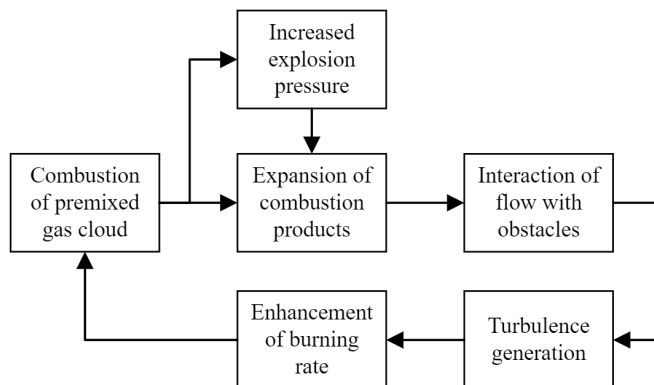 Increased
explosion
pressure
Combustion
of premixed
gas cloud
Expansion of
combustion
products
Interaction of
flow with
obstacles
Enhancement
of burning
rate
Turbulence
generation